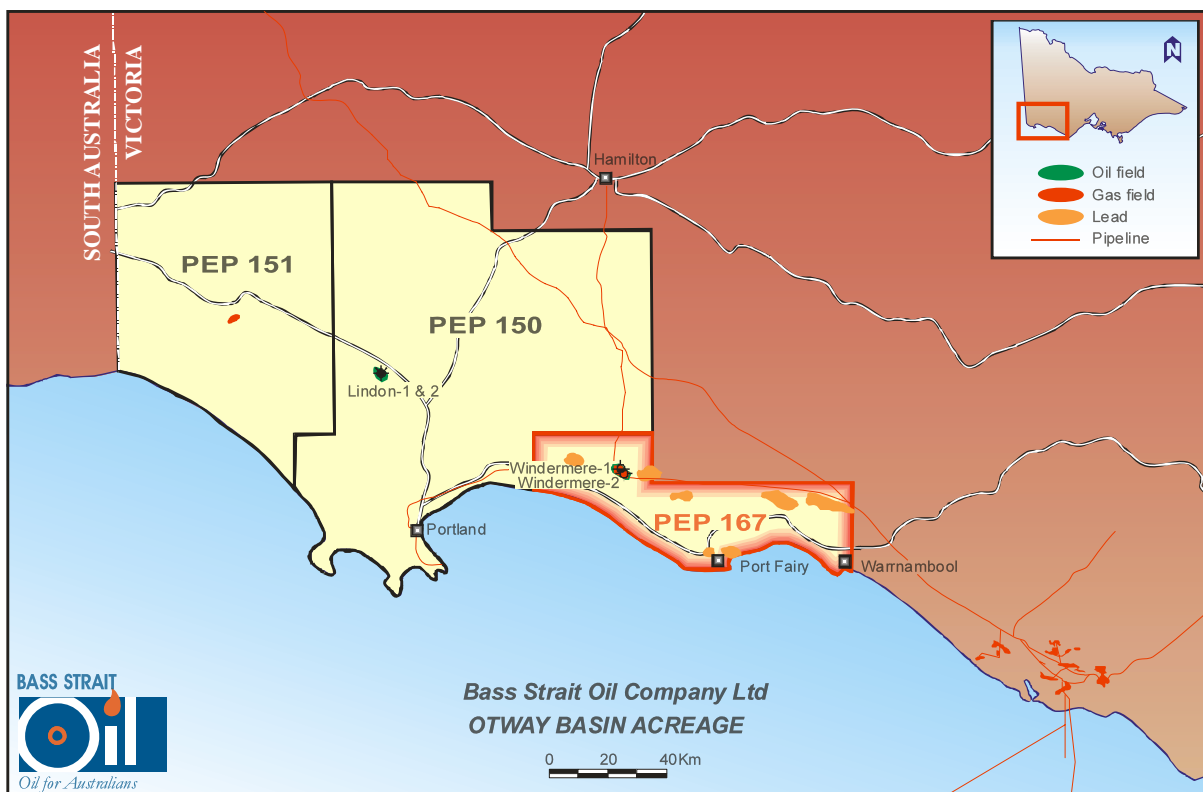 SOUTH AUSTRALIA
VICTORIA
N
Hamilton
Oil field
Gas field
Lead
Pipeline
PEP 151
PEP 150
Lindon-1 & 2
Windermere-1
Windermere-2
PEP 167
Portland
Port Fairy
Warrnambool
BASS STRAIT
Oil
Oil for Australians
Bass Strait Oil Company Ltd
OTWAY BASIN ACREAGE
0 20 40Km